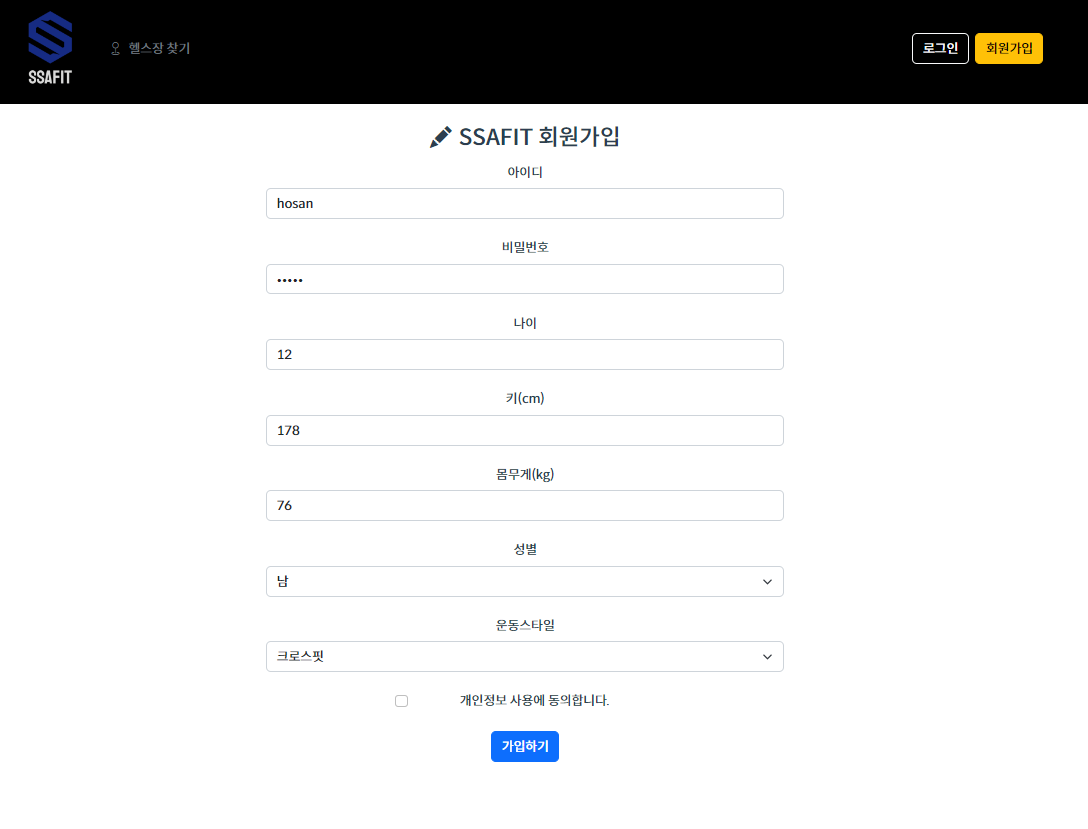 SSAFIT
헬스장 찾기
로그인
회원가입
SSAFIT 회원가입
아이디
hosan
비밀번호
•••••
나이
12
키(cm)
178
몸무게(kg)
76
성별
남
운동스타일
크로스핏
개인정보 사용에 동의합니다.
가입하기